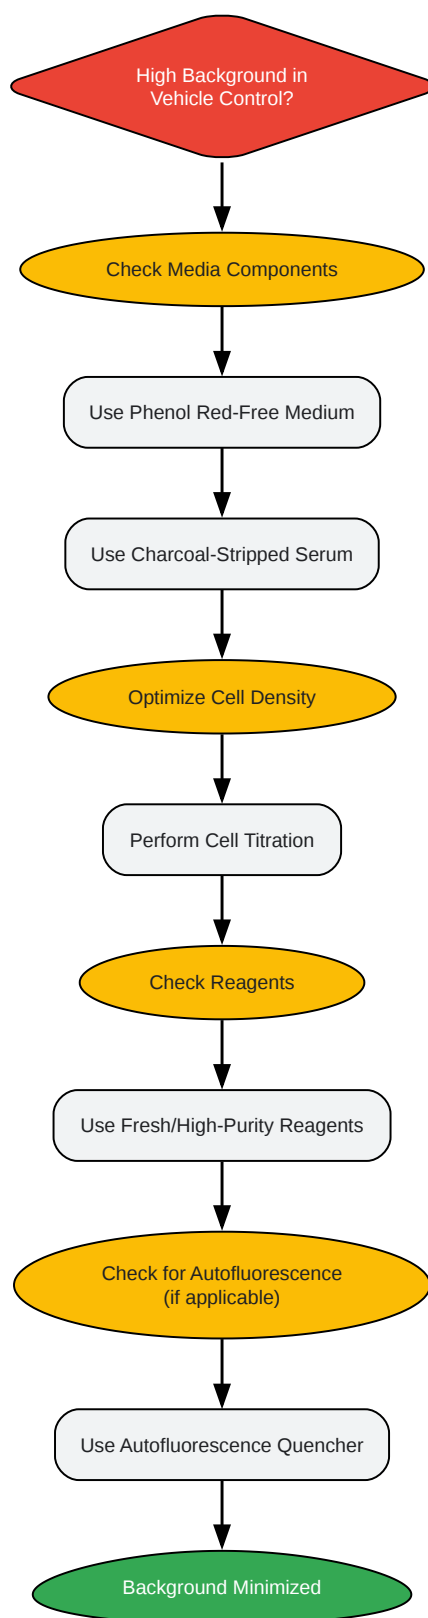 High Background in
Vehicle Control?
Check Media Components
Use Phenol Red-Free Medium
Use Charcoal-Stripped Serum
Optimize Cell Density
Perform Cell Titration
Check Reagents
Use Fresh/High-Purity Reagents
Check for Autofluorescence
(if applicable)
Use Autofluorescence Quencher
Background Minimized